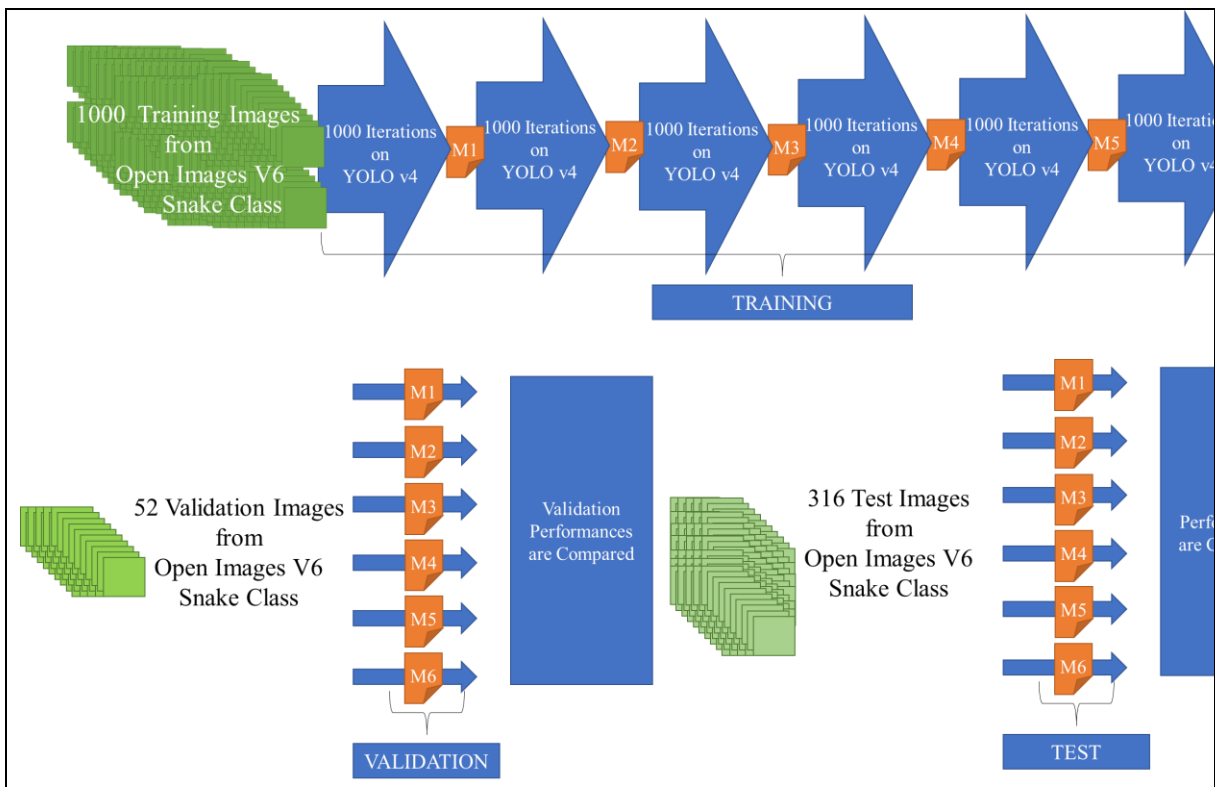 1000 Training Images
from
Open Images V6
Snake Class
1000 Iterations
on
YOLO v4
M1
1000 Iterations
on
YOLO v4
M2
1000 Iterations
on
YOLO v4
M3
1000 Iterations
on
YOLO v4
M4
1000 Iterations
on
YOLO v4
M5
1000 Iterations
on
YOLO v4
TRAINING
52 Validation Images
from
Open Images V6
Snake Class
M1
M2
M3
M4
M5
M6
VALIDATION
Validation
Performances
are Compared
316 Test Images
from
Open Images V6
Snake Class
M1
M2
M3
M4
M5
M6
TEST
are